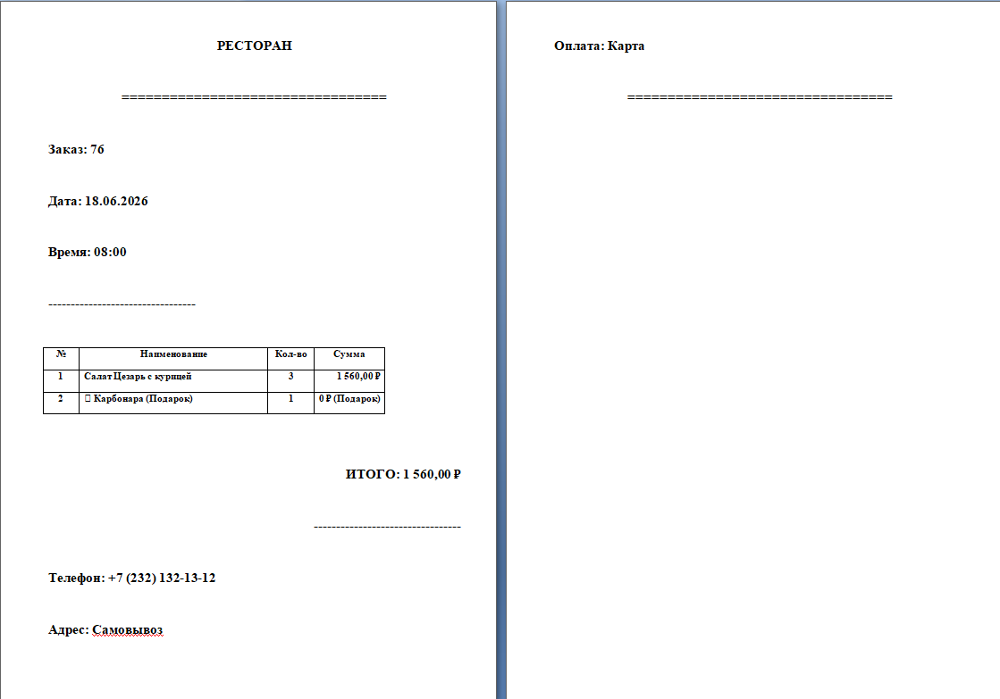 РЕСТОРАН
=================================
Заказ: 76
Дата: 18.06.2026
Время: 08:00
---------------------------------
№ Наименование Кол-во Сумма
1 Салат Цезарь с курицей 3 1 560,00 ₽
2 Карбонара (Подарок) 1 0 ₽ (Подарок)
ИТОГО: 1 560,00 ₽
---------------------------------
Телефон: +7 (232) 132-13-12
Адрес: Самовывоз
Оплата: Карта
=================================